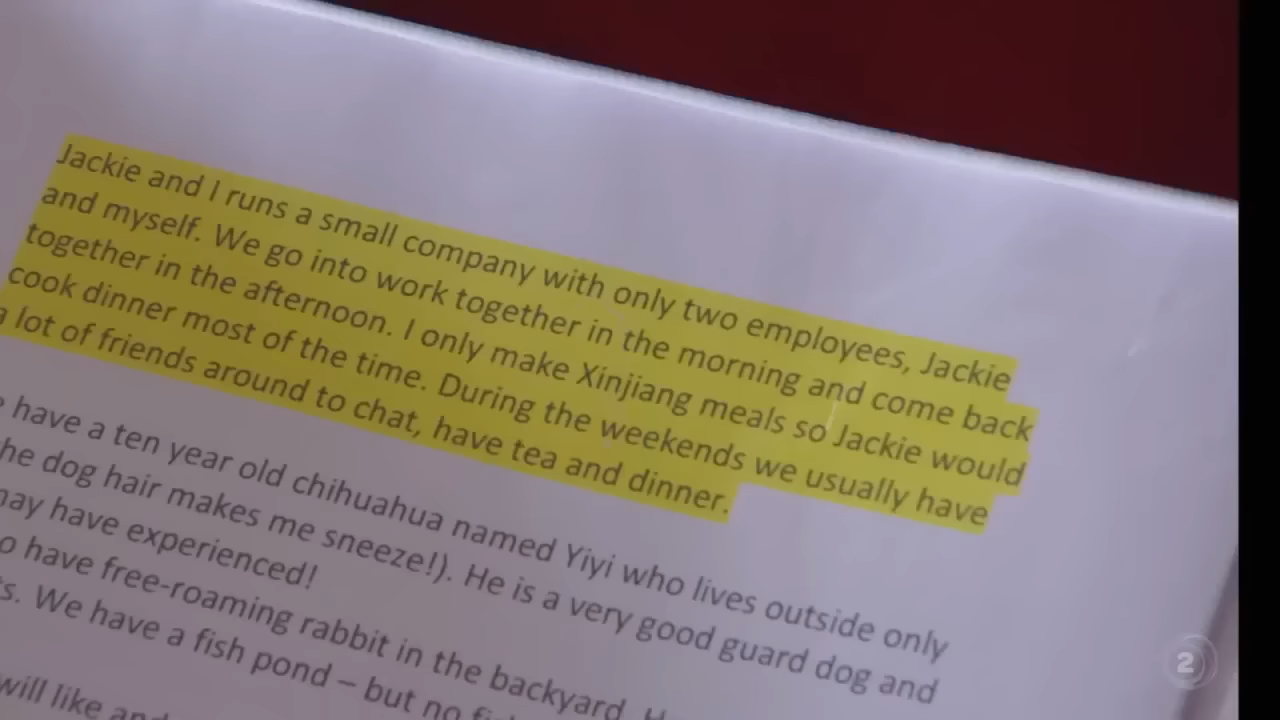 Jackie and I runs a small company with only two employees, Jackie
and myself. We go into work together in the morning and come back
together in the afternoon. I only make Xinjiang meals so Jackie would
cook dinner most of the time. During the weekends we usually have
a lot of friends around to chat, have tea and dinner.
have a ten year old chihuahua named Yiyi who lives outside only
the dog hair makes me sneeze!). He is a very good guard dog and
may have experienced!
have free-roaming rabbit in the backyard.
We have a fish pond – but no
will like and
2